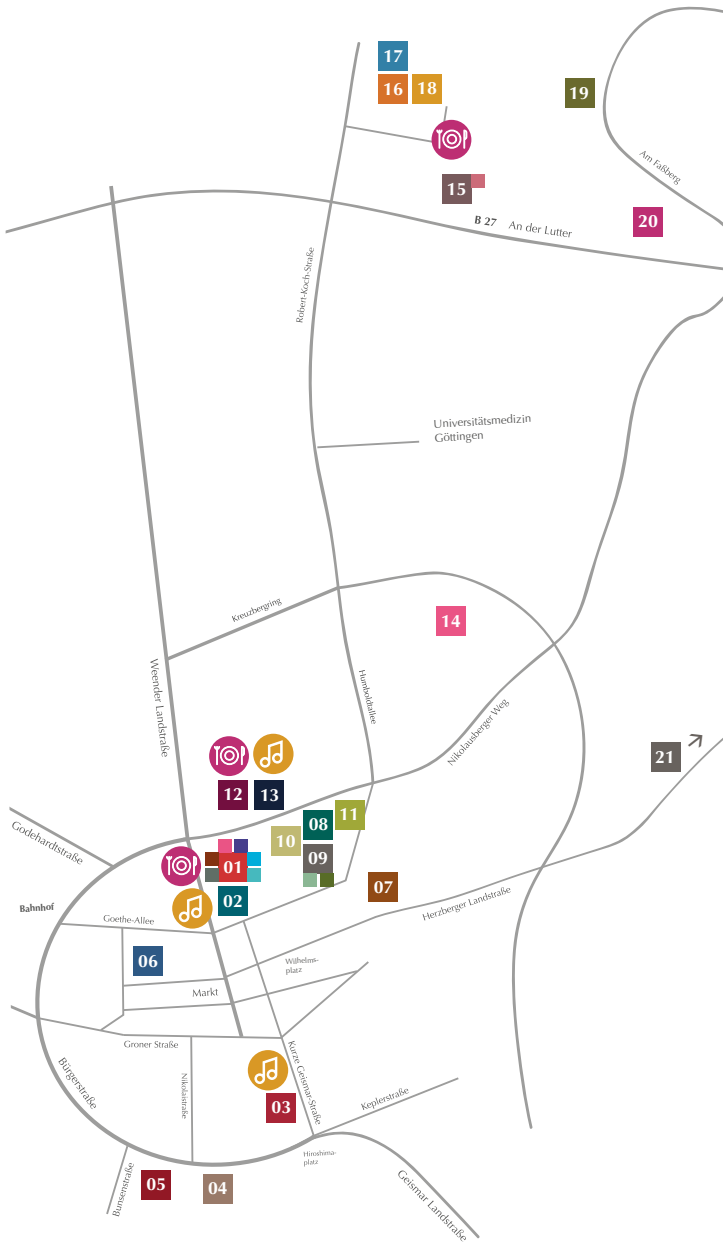 17
16
18
19
Am Faßberg
15
20
B 27
An der Lutter
Robert-Koch-Straße
Universitätsmedizin
Göttingen
Kreuzbergring
14
Weender Landstraße
Humboldtallee
Nikolausberger Weg
21
12
13
11
08
10
Godehardtstraße
09
01
07
02
Bahnhof
Goethe-Allee
Herzberger Landstraße
06
Wilhelms-
platz
Markt
Groner Straße
Kurze Geismar-Straße
Bürgerstraße
Nikolaistraße
03
Keplerstraße
Hiroshima-
platz
Bunsenstraße
05
04
Geismar Landstraße